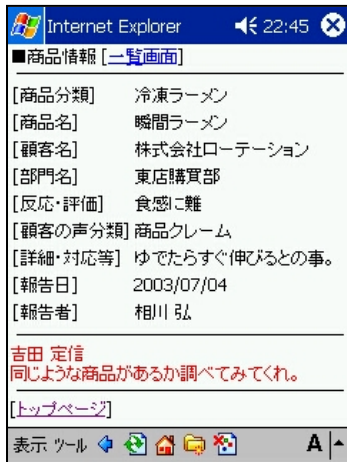 Internet Explorer 22:45
■商品情報 [一覧画面]
[商品分類] 冷凍ラーメン
[商品名] 瞬間ラーメン
[顧客名] 株式会社ローテーション
[部門名] 東店購買部
[反応・評価] 食感に難
[顧客の声分類] 商品クレーム
[詳細・対応等] ゆでたらすぐ伸びるとの事。
[報告日] 2003/07/04
[報告者] 相川 弘
吉田 定信
同じような商品があるか調べてみてくれ。
[トップページ]
表示 ツール A